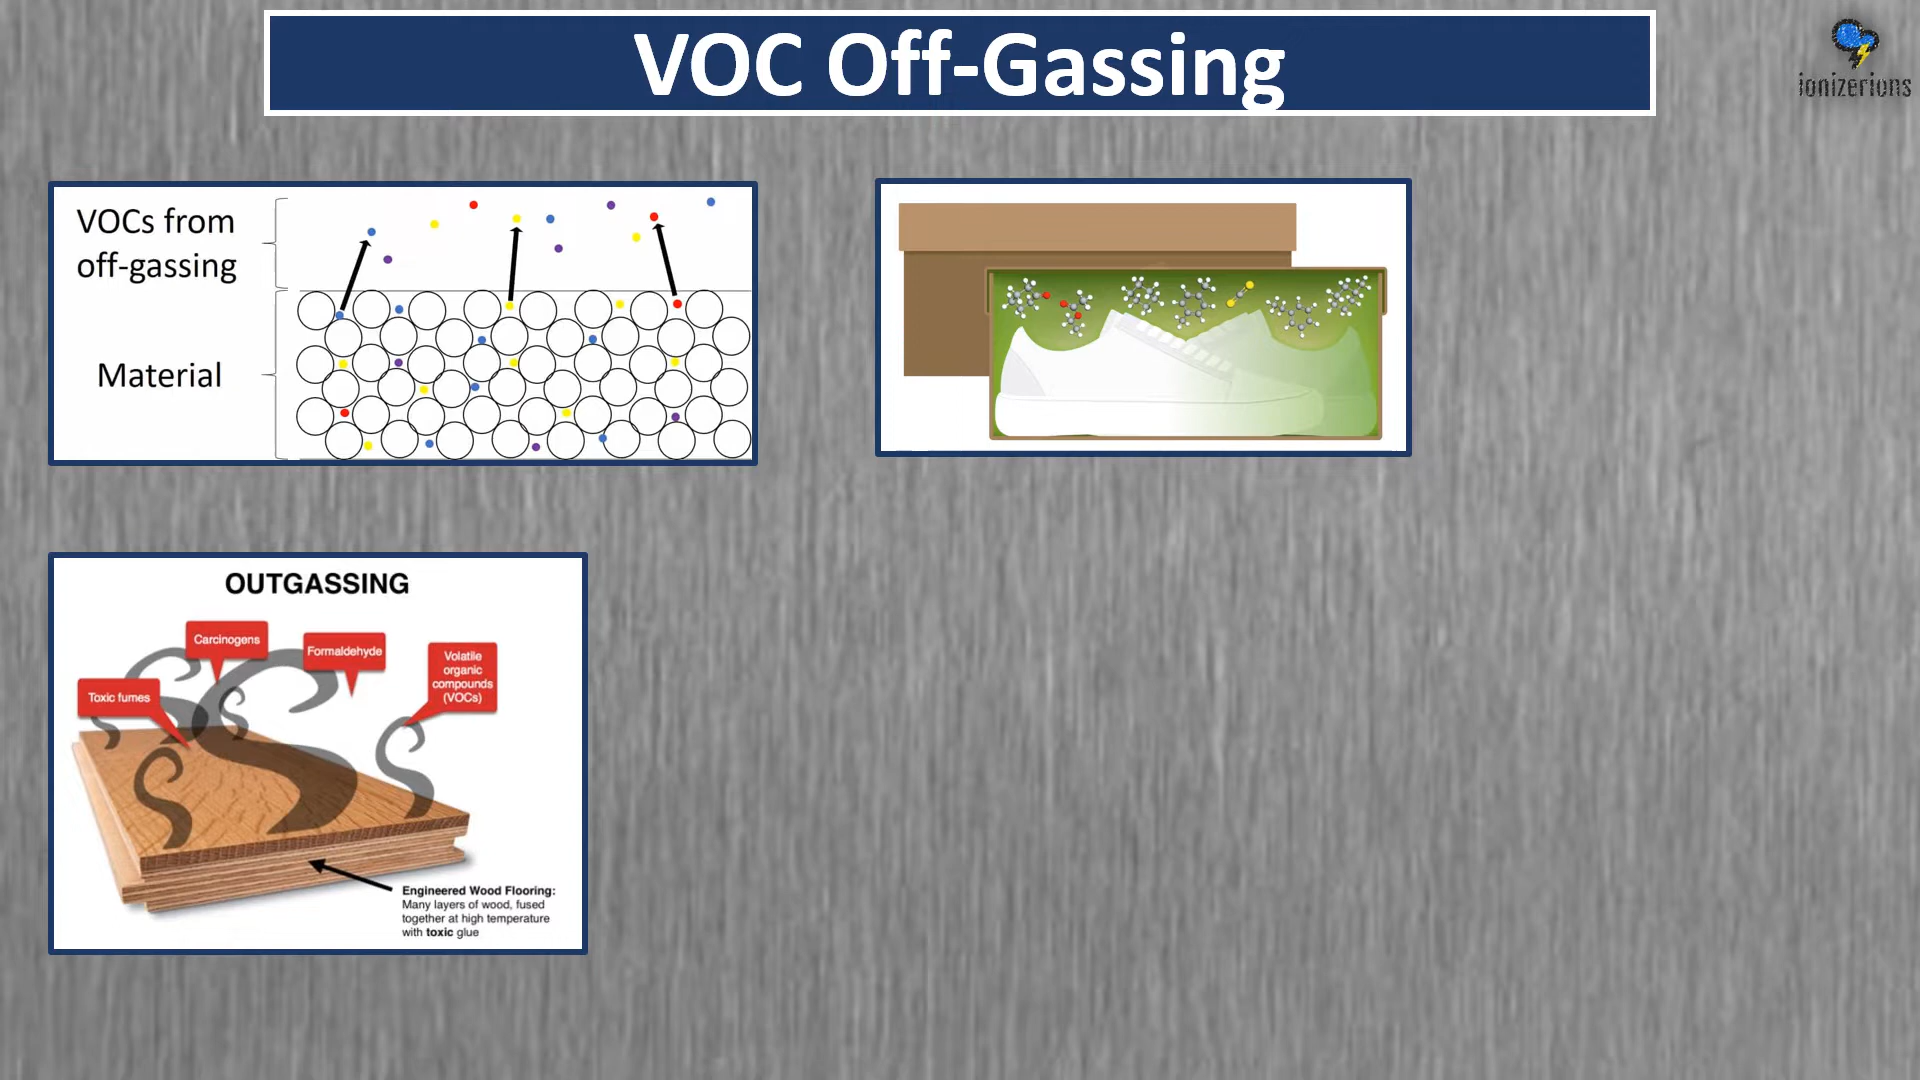 VOC Off-Gassing
ionizerions
VOCs from
off-gassing
Material
OUTGASSING
Carcinogens
Formaldehyde
Volatile
organic
compounds
(VOCs)
Toxic fumes
Engineered Wood Flooring:
Many layers of wood, fused
together at high temperature
with toxic glue